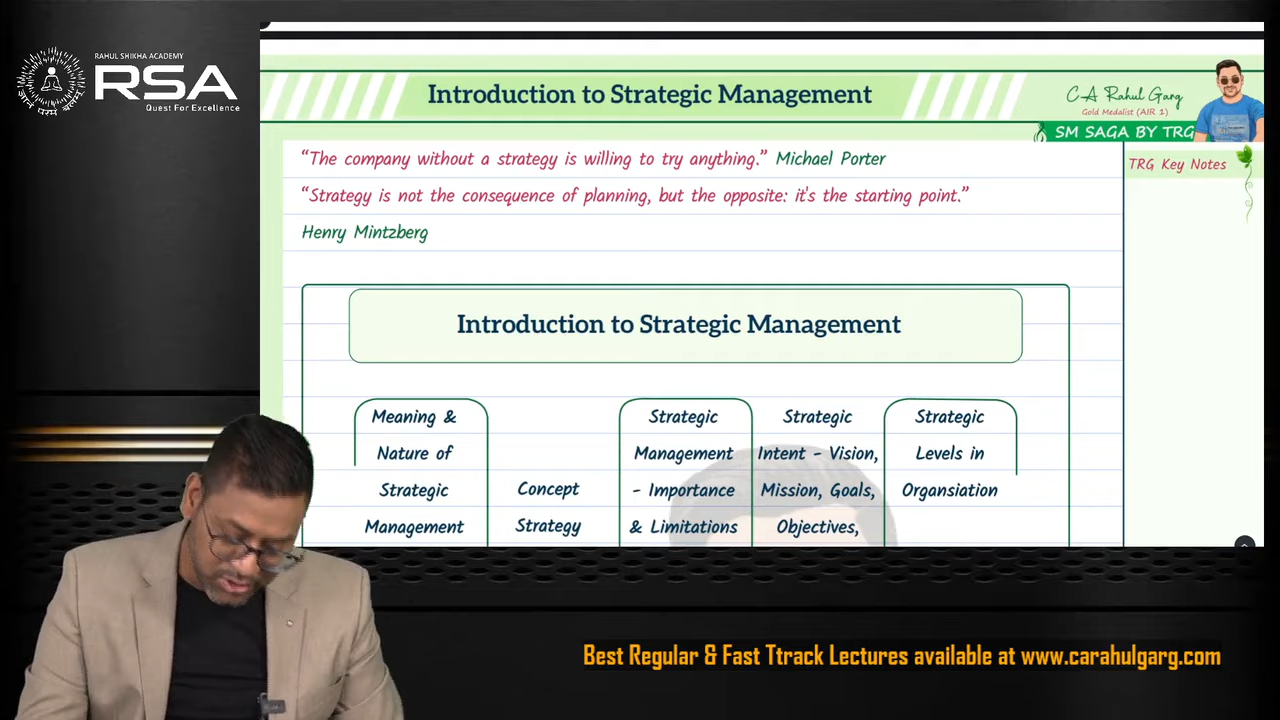 RAHUL SHIKHA ACADEMY
RSA
Quest For Excellence
Introduction to Strategic Management
CA Rahul Garg
Gold Medalist (AIR 1)
SM SAGA BY TRG
“The company without a strategy is willing to try anything.” Michael Porter
TRG Key Notes
“Strategy is not the consequence of planning, but the opposite: it's the starting point.”
Henry Mintzberg
Introduction to Strategic Management
Meaning &
Nature of
Strategic
Management
Concept
Strategy
Strategic
Management
- Importance
& Limitations
Strategic
Intent - Vision,
Mission, Goals,
Objectives,
Strategic
Levels in
Organsiation
Best Regular & Fast Ttrack Lectures available at www.carahulgarg.com